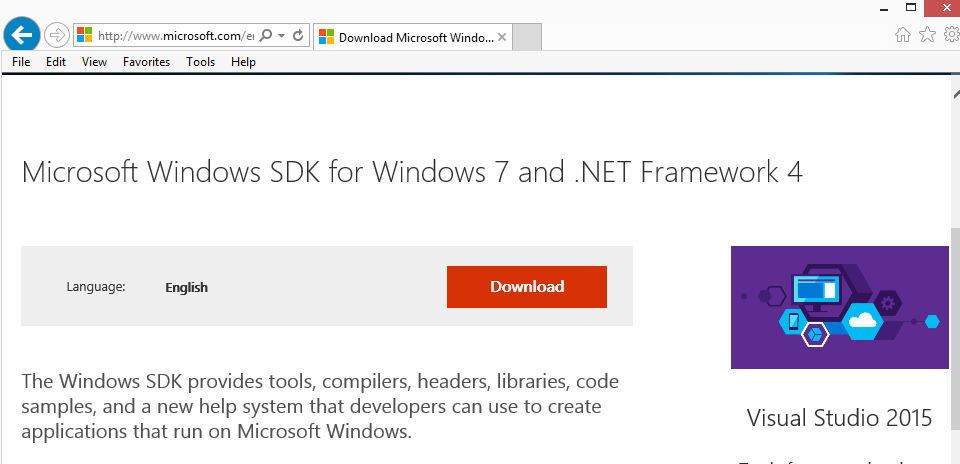 http://www.microsoft.com/e
Download Microsoft Windo...
File Edit View Favorites Tools Help
Microsoft Windows SDK for Windows 7 and .NET Framework 4
Language: English Download
The Windows SDK provides tools, compilers, headers, libraries, code
samples, and a new help system that developers can use to create
applications that run on Microsoft Windows.
Visual Studio 2015